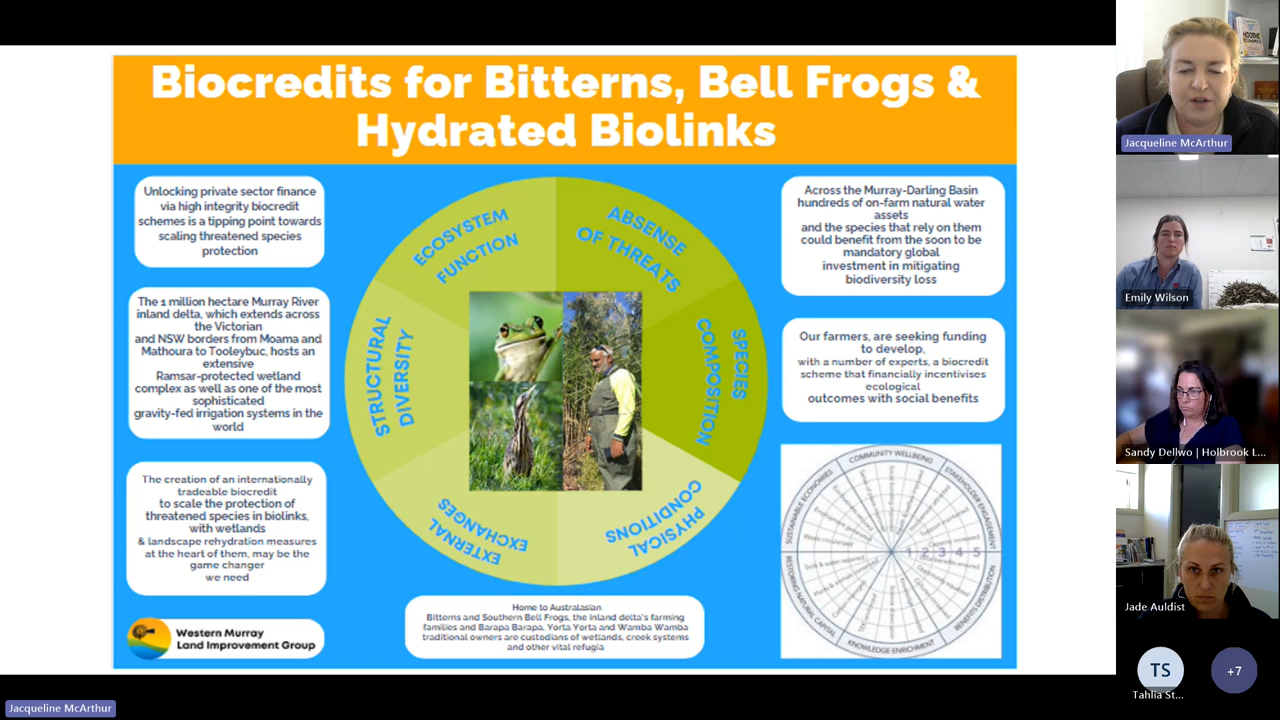 Biocredits for Bitterns, Bell Frogs &
Hydrated Biolinks
Unlocking private sector finance
via high integrity biocredit
schemes is a tipping point towards
scaling threatened species
protection
The 1 million hectare Murray River
inland delta, which extends across
the Victorian
and NSW borders from Moama and
Mathoura to Tooleybuc, hosts an
extensive
Ramsar-protected wetland
complex as well as one of the most
sophisticated
gravity-fed irrigation systems in the
world
The creation of an internationally
tradeable biocredit
to scale the protection of
threatened species in biolinks,
with wetlands
& landscape rehydration measures
at the heart of them, may be the
game changer
we need
Western Murray
Land Improvement Group
ECOSYSTEM
FUNCTION
ABSENSE
OF THREATS
SPECIES
COMPOSITION
PHYSICAL
CONDITIONS
EXTERNAL
EXCHANGES
STRUCTURAL
DIVERSITY
Home to Australasian
Bitterns and Southern Bell Frogs, the inland delta's farming
families and Barapa Barapa, Yorta Yorta and Wamba Wamba
traditional owners are custodians of wetlands, creek systems
and other vital refugia
Across the Murray-Darling Basin
hundreds of on-farm natural water
assets
and the species that rely on them
could benefit from the soon to be
mandatory global
investment in mitigating
biodiversity loss
Our farmers, are seeking funding
to develop,
with a number of experts, a biocredit
scheme that financially incentivises
ecological
outcomes with social benefits
COMMUNITY WELLBEING
STAKEHOLDER ENGAGEMENT
BENEFITS DISTRIBUTION
KNOWLEDGE ENRICHMENT
RESTORING NATURAL CAPITAL
SUSTAINABLE ECONOMIES
1 2 3 4 5
Jacqueline McArthur
Emily Wilson
Sandy Dellwo | Holbrook L...
Jade Auldist
TS
Tahlia St...
+7
Jacqueline McArthur